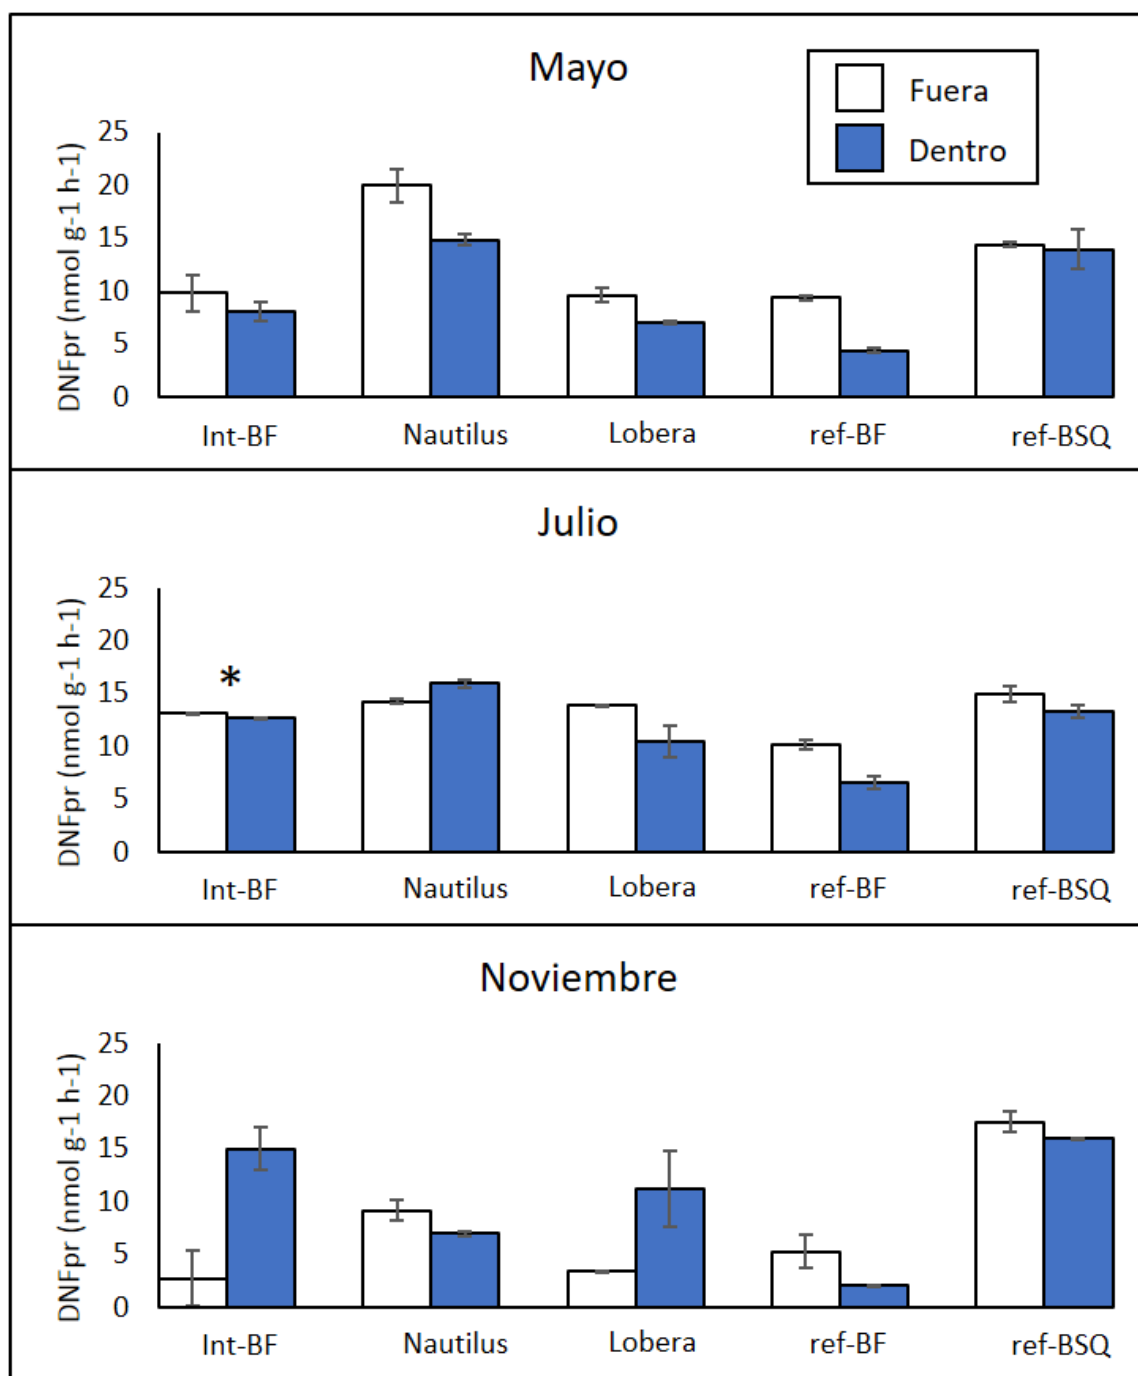 Mayo
Fuera
Dentro
DNFpr (nmol g-1 h-1)
25
20
15
10
5
0
Int-BF Nautilus Lobera ref-BF ref-BSQ
Julio
DNFpr (nmol g-1 h-1)
25
20
15
10
5
0
*
Int-BF Nautilus Lobera ref-BF ref-BSQ
Noviembre
DNFpr (nmol g-1 h-1)
25
20
15
10
5
0
Int-BF Nautilus Lobera ref-BF ref-BSQ